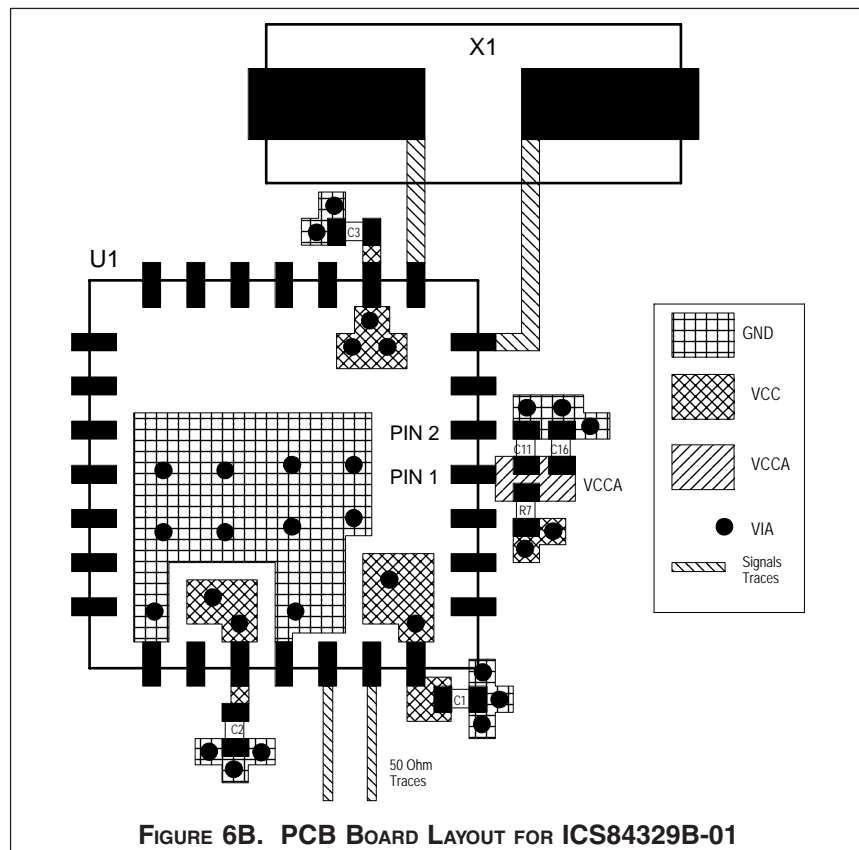 X1
C3
U1
GND
VCC
PIN 2
C11
C16
PIN 1
VCCA
VCCA
R7
VIA
Signals
Traces
C1
C2
50 Ohm
Traces
FIGURE 6B. PCB BOARD LAYOUT FOR ICS84329B-01